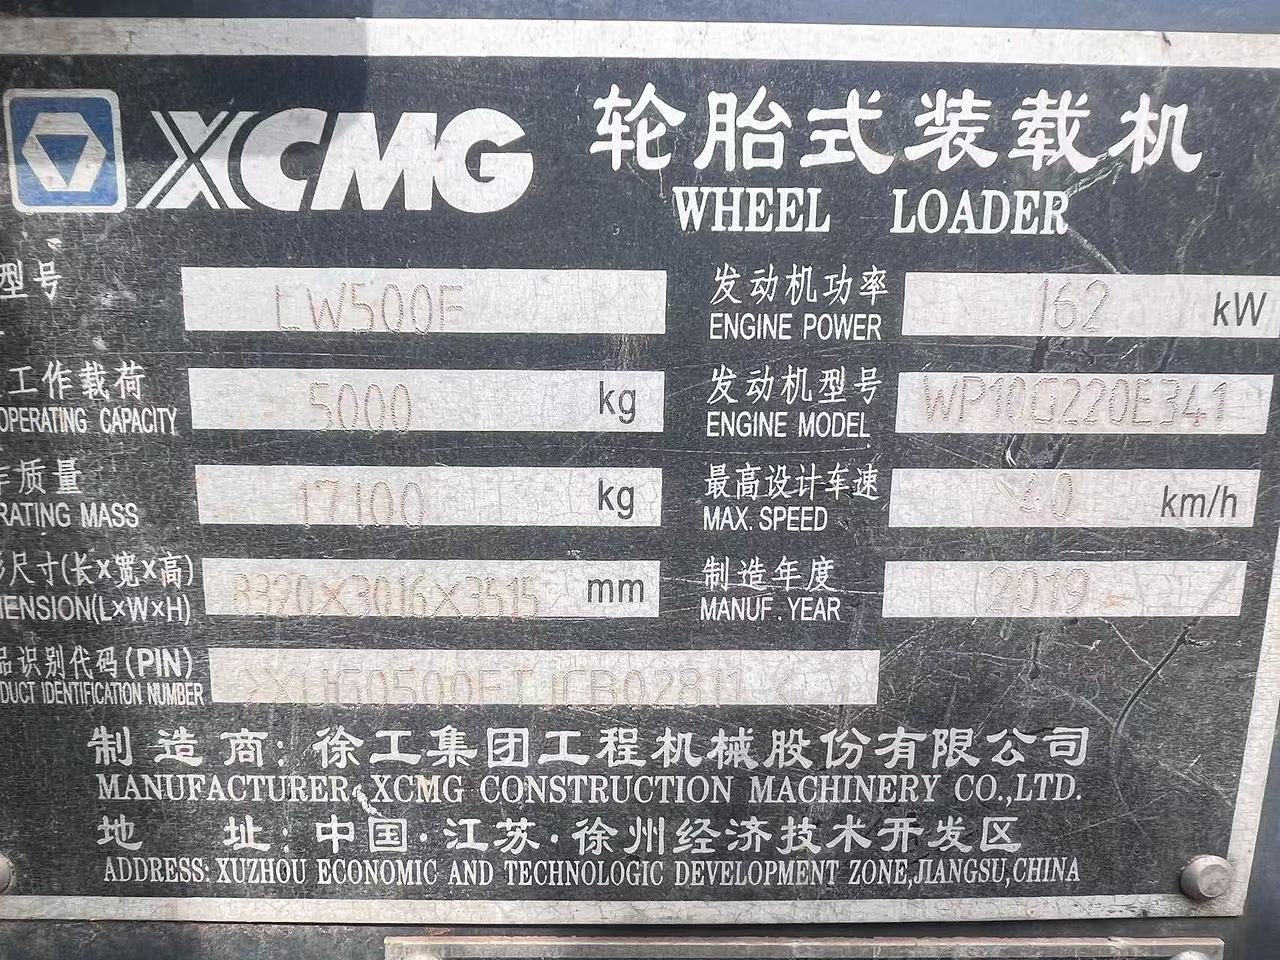 XCMG 轮胎式装载机
WHEEL LOADER
型号 LW500F 发动机功率 162 kW
ENGINE POWER
工作载荷 5000 kg 发动机型号 WP10G220E341
OPERATING CAPACITY ENGINE MODEL
质量 17100 kg 最高设计车速 40 km/h
RATING MASS MAX. SPEED
尺寸(长×宽×高) 8320×3016×3515 mm 制造年度 2019
MENSION(L×W×H) MANUF.YEAR
品识别代码(PIN)
DUCT IDENTIFICATION NUMBER
制造商: 徐工集团工程机械股份有限公司
MANUFACTURER: XCMG CONSTRUCTION MACHINERY CO.,LTD.
地址: 中国·江苏·徐州经济技术开发区
ADDRESS: XUZHOU ECONOMIC AND TECHNOLOGIC DEVELOPMENT ZONE,JIANGSU,CHINA